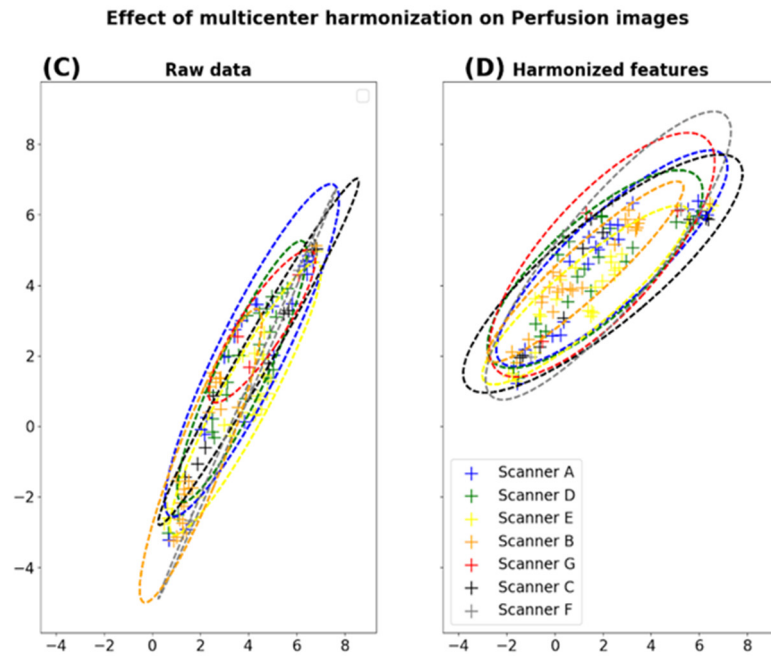 Effect of multicenter harmonization on Perfusion images
(C) Raw data
(D) Harmonized features
8
6
4
2
0
−2
−4
−4 −2 0 2 4 6 8
−4 −2 0 2 4 6 8
Scanner A
Scanner D
Scanner E
Scanner B
Scanner G
Scanner C
Scanner F